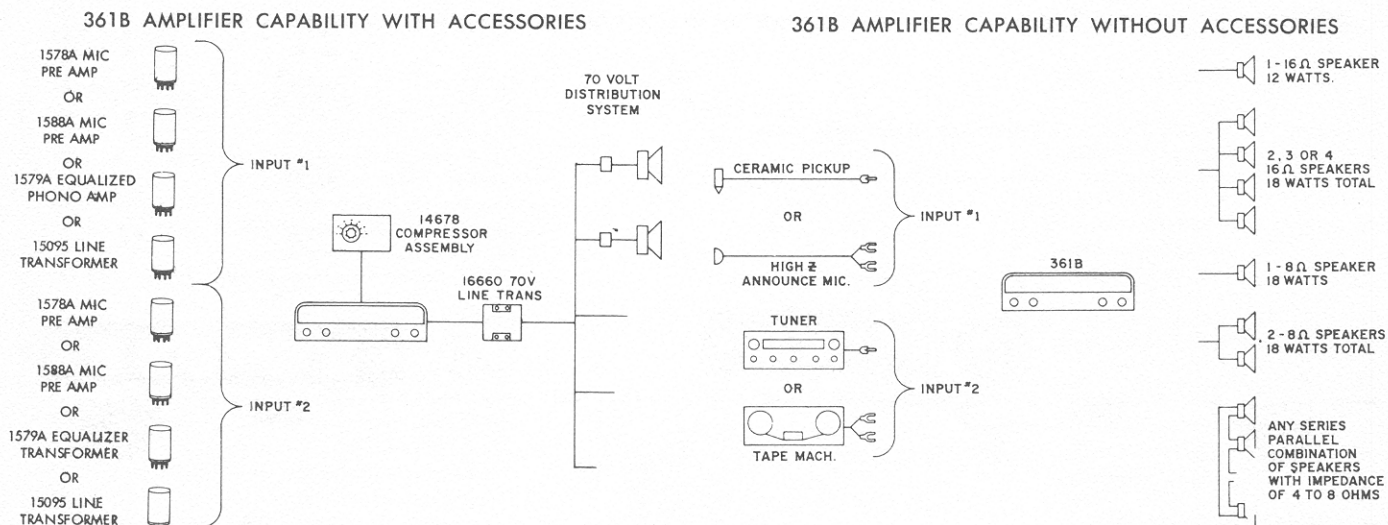 361B AMPLIFIER CAPABILITY WITH ACCESSORIES
1578A MIC
PRE AMP
OR
1588A MIC
PRE AMP
OR
1579A EQUALIZED
PHONO AMP
OR
15095 LINE
TRANSFORMER
INPUT #1
1578A MIC
PRE AMP
OR
1588A MIC
PRE AMP
OR
1579A EQUALIZER
TRANSFORMER
OR
15095 LINE
TRANSFORMER
INPUT #2
14678
COMPRESSOR
ASSEMBLY
16660 70V
LINE TRANS
70 VOLT
DISTRIBUTION
SYSTEM
361B AMPLIFIER CAPABILITY WITHOUT ACCESSORIES
CERAMIC PICKUP
OR
HIGH Z
ANNOUNCE MIC.
INPUT #1
TUNER
OR
TAPE MACH.
INPUT #2
361B
1-16Ω SPEAKER
12 WATTS.
2, 3 OR 4
16Ω SPEAKERS
18 WATTS TOTAL
1-8Ω SPEAKER
18 WATTS
2-8Ω SPEAKERS
18 WATTS TOTAL
ANY SERIES
PARALLEL
COMBINATION
OF SPEAKERS
WITH IMPEDANCE
OF 4 TO 8 OHMS